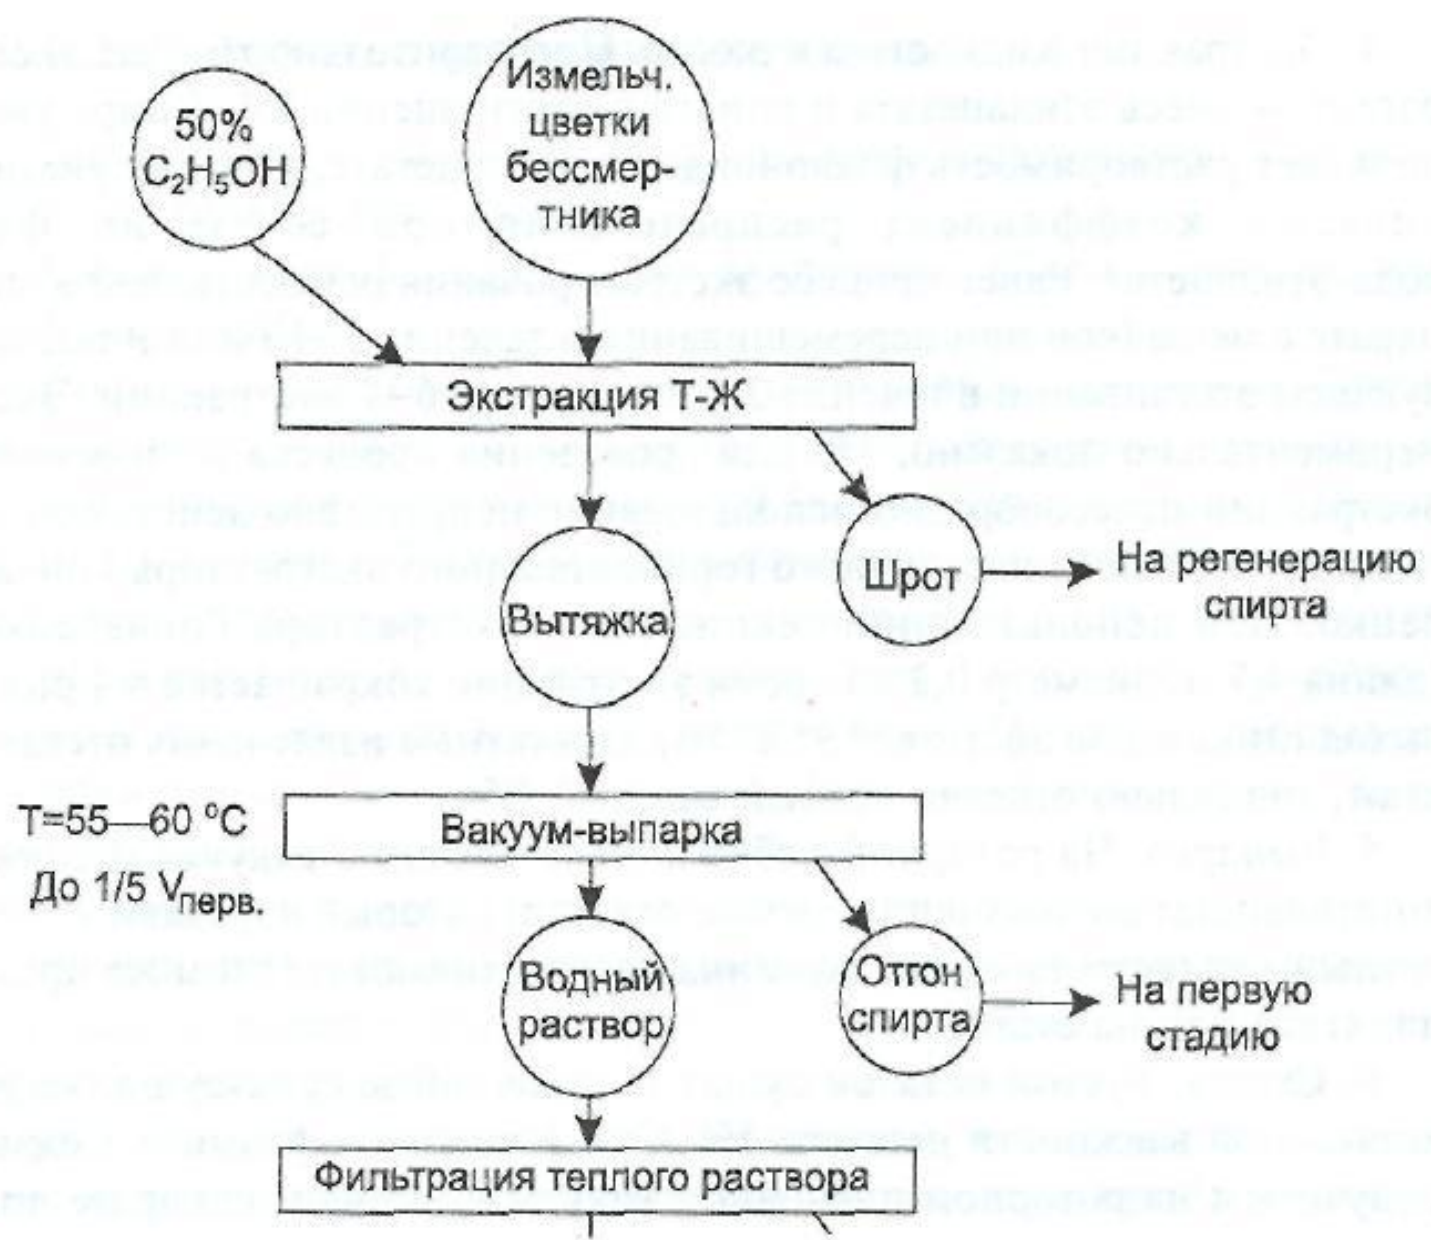 50%
C₂H₅OH
Измельч.
цветки
бессмер-
тника
Экстракция Т-Ж
Шрот
На регенерацию
спирта
Вытяжка
T=55—60 ºC
До 1/5 Vперв.
Вакуум-выпарка
Водный
раствор
Отгон
спирта
На первую
стадию
Фильтрация теплого раствора